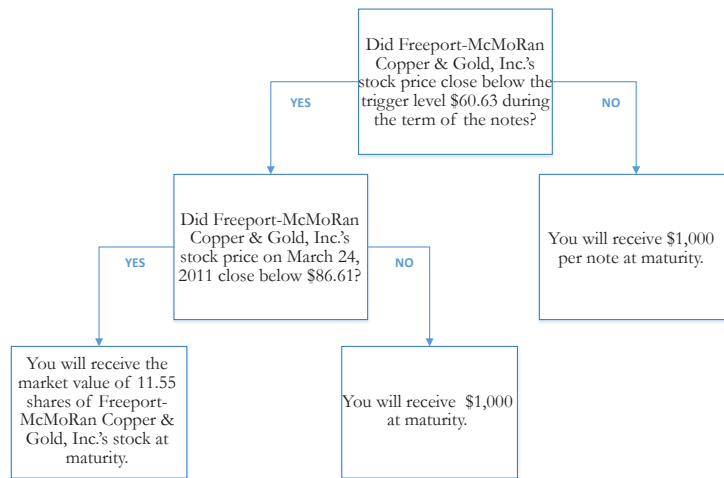 Did Freeport-McMoRan
Copper & Gold, Inc.'s
stock price close below the
trigger level $60.63 during
the term of the notes?
YES
NO
Did Freeport-McMoRan
Copper & Gold, Inc.'s
stock price on March 24,
2011 close below $86.61?
You will receive $1,000
per note at maturity.
YES
NO
You will receive the
market value of 11.55
shares of Freeport-
McMoRan Copper &
Gold, Inc.'s stock at
maturity.
You will receive $1,000
at maturity.